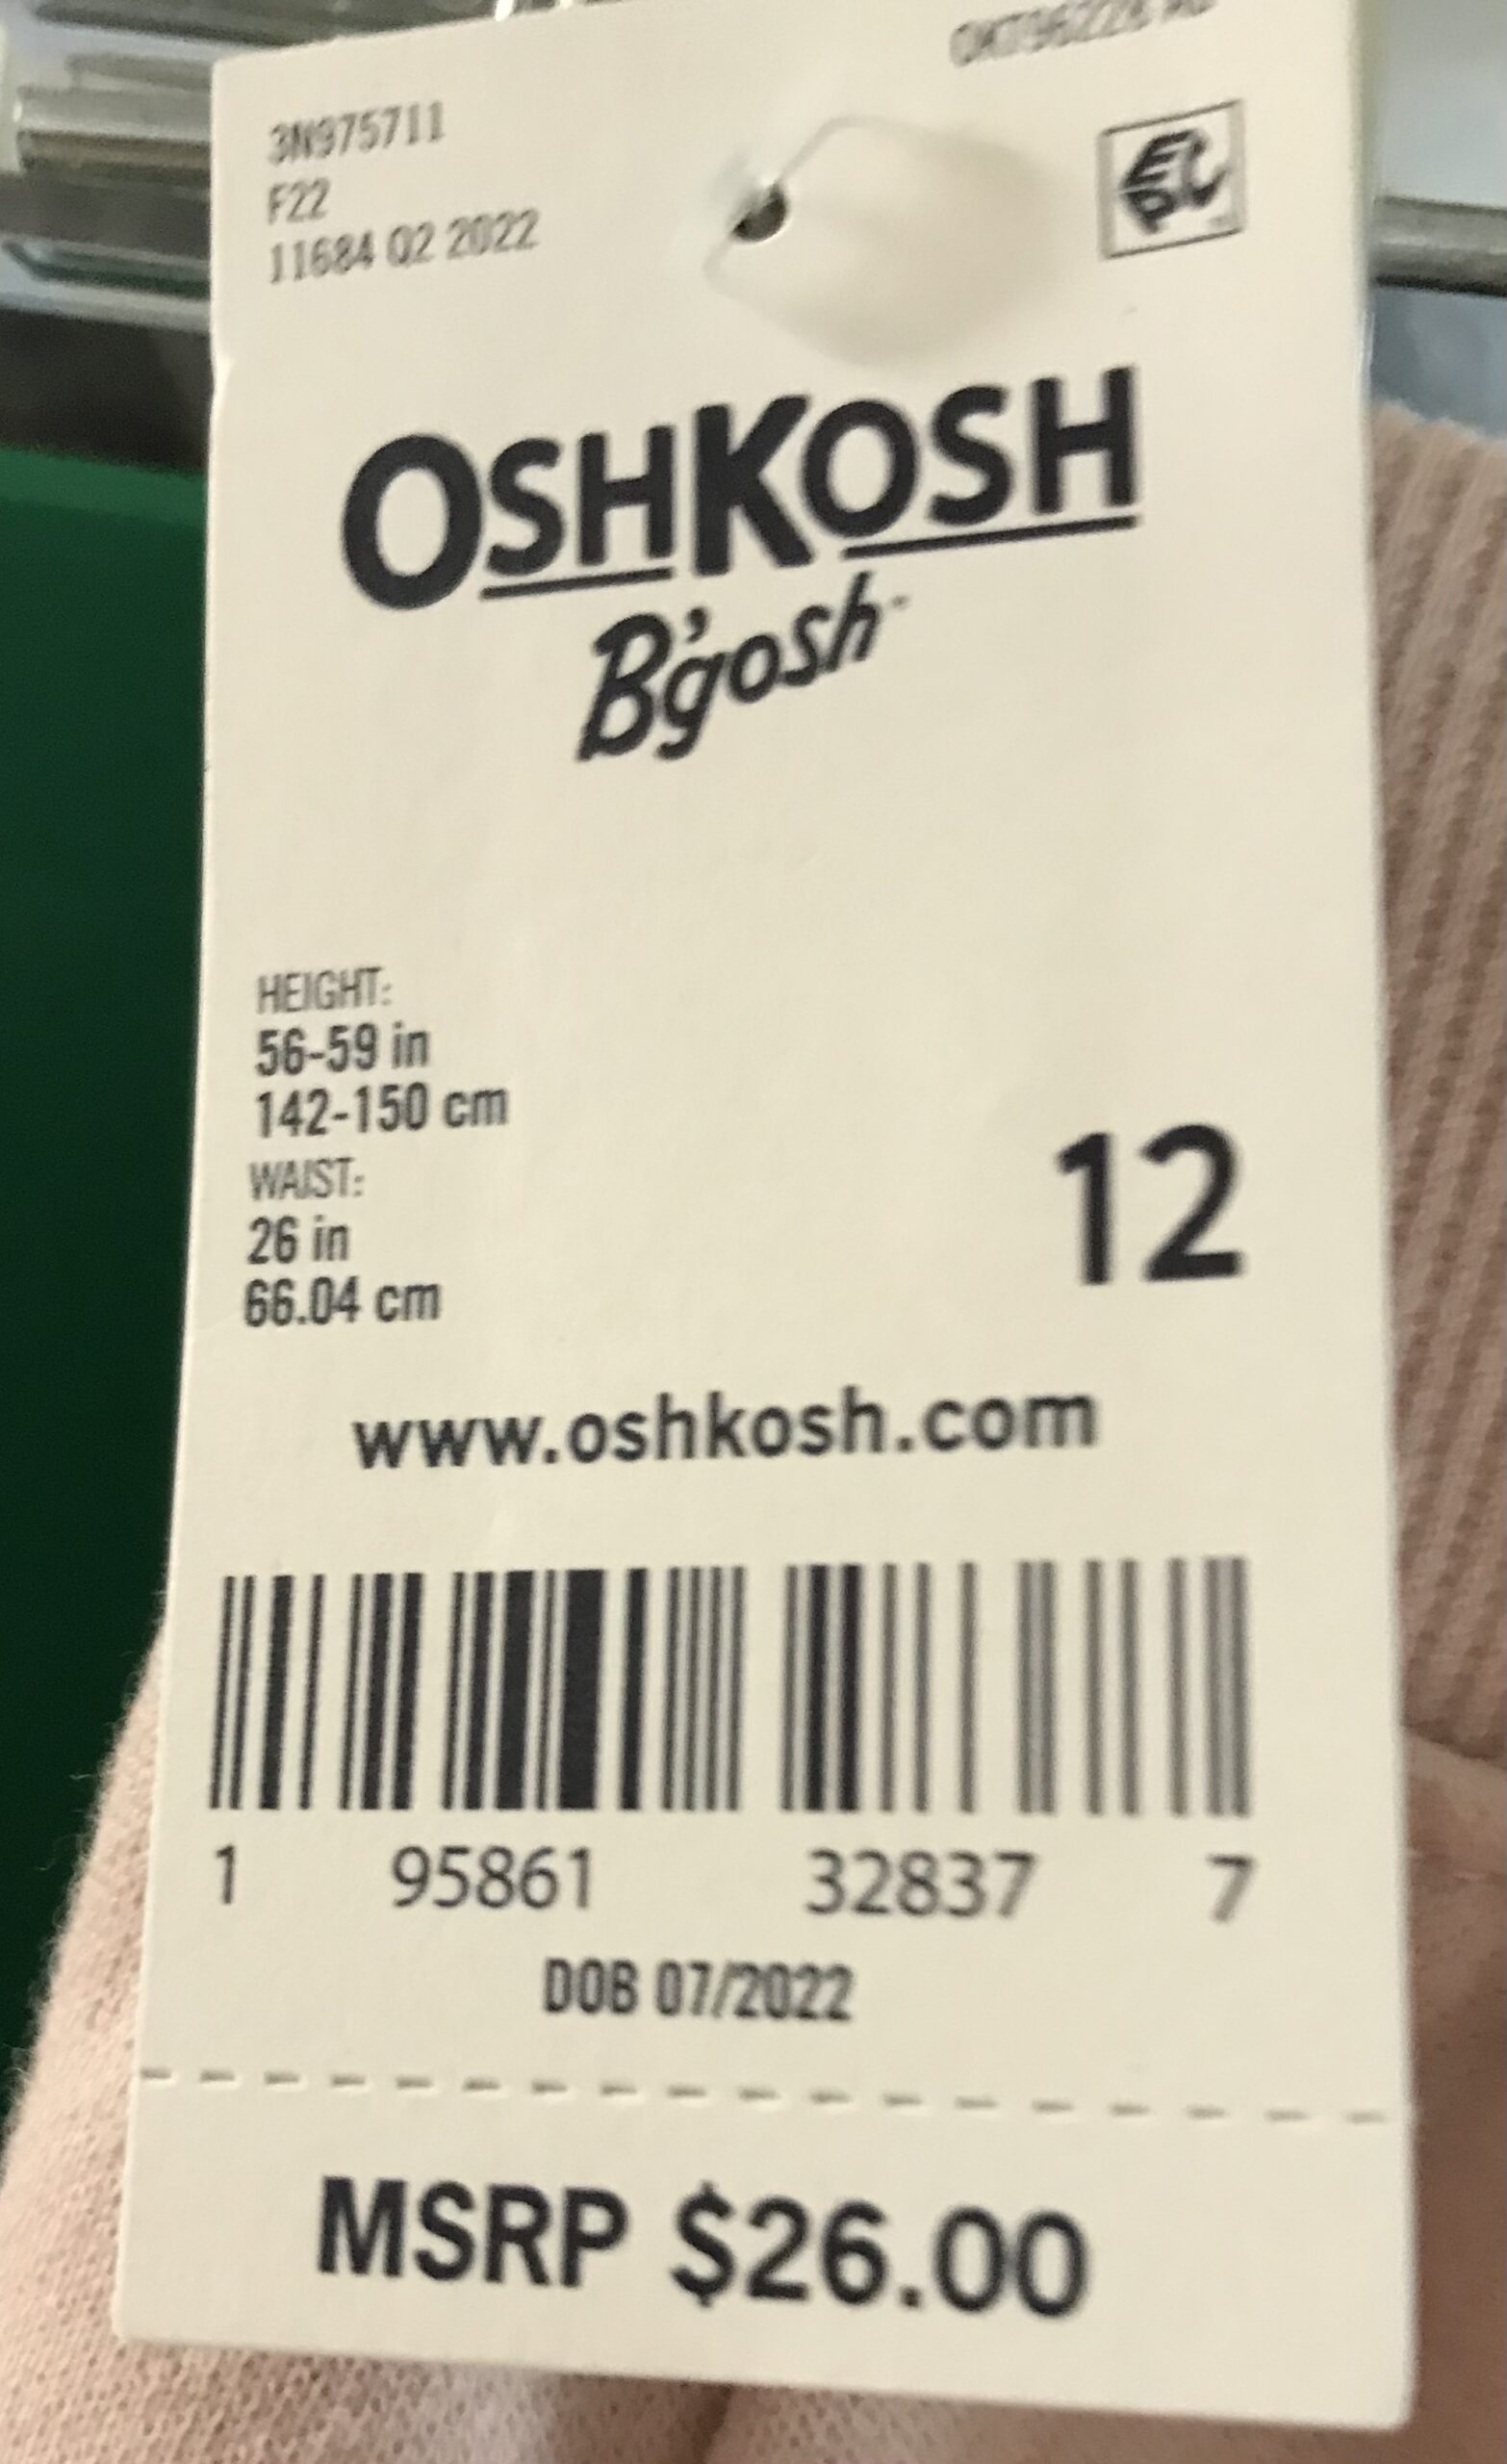 3N975711
F22
11684 Q2 2022
EPC
OSHKOSH
B'gosh
HEIGHT:
56-59 in
142-150 cm
WAIST:
26 in
66.04 cm
12
www.oshkosh.com
1 95861 32837 7
DOB 07/2022
MSRP $26.00